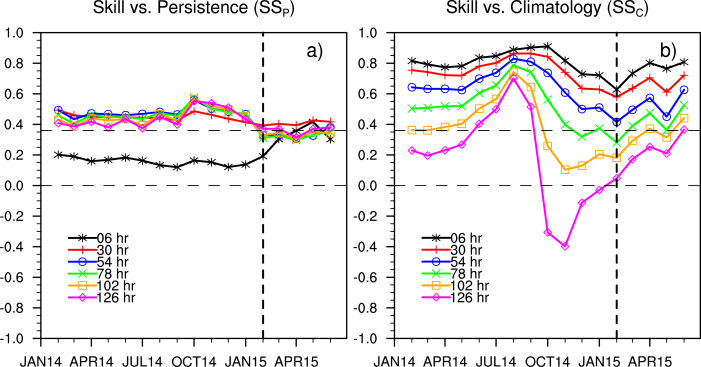 Skill vs. Persistence (SSP)
Skill vs. Climatology (SSC)
1.0
0.8
0.6
0.4
0.2
0.0
-0.2
-0.4
-0.6
-0.8
-1.0
a)
06 hr
30 hr
54 hr
78 hr
102 hr
126 hr
JAN14 APR14 JUL14 OCT14 JAN15 APR15
1.0
0.8
0.6
0.4
0.2
0.0
-0.2
-0.4
-0.6
-0.8
-1.0
b)
06 hr
30 hr
54 hr
78 hr
102 hr
126 hr
JAN14 APR14 JUL14 OCT14 JAN15 APR15